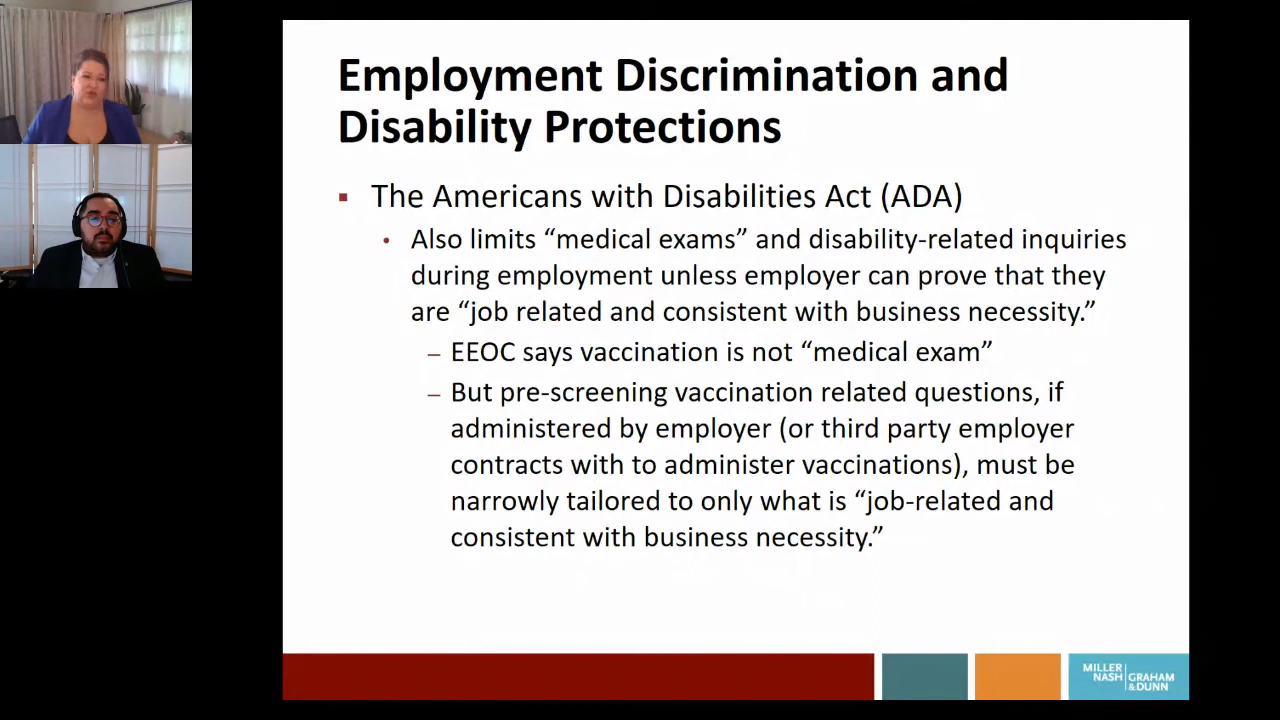 Employment Discrimination and
Disability Protections
▪ The Americans with Disabilities Act (ADA)
• Also limits “medical exams” and disability-related inquiries
during employment unless employer can prove that they
are “job related and consistent with business necessity.”
– EEOC says vaccination is not “medical exam”
– But pre-screening vaccination related questions, if
administered by employer (or third party employer
contracts with to administer vaccinations), must be
narrowly tailored to only what is “job-related and
consistent with business necessity.”
MILLER
NASH
GRAHAM
&DUNN